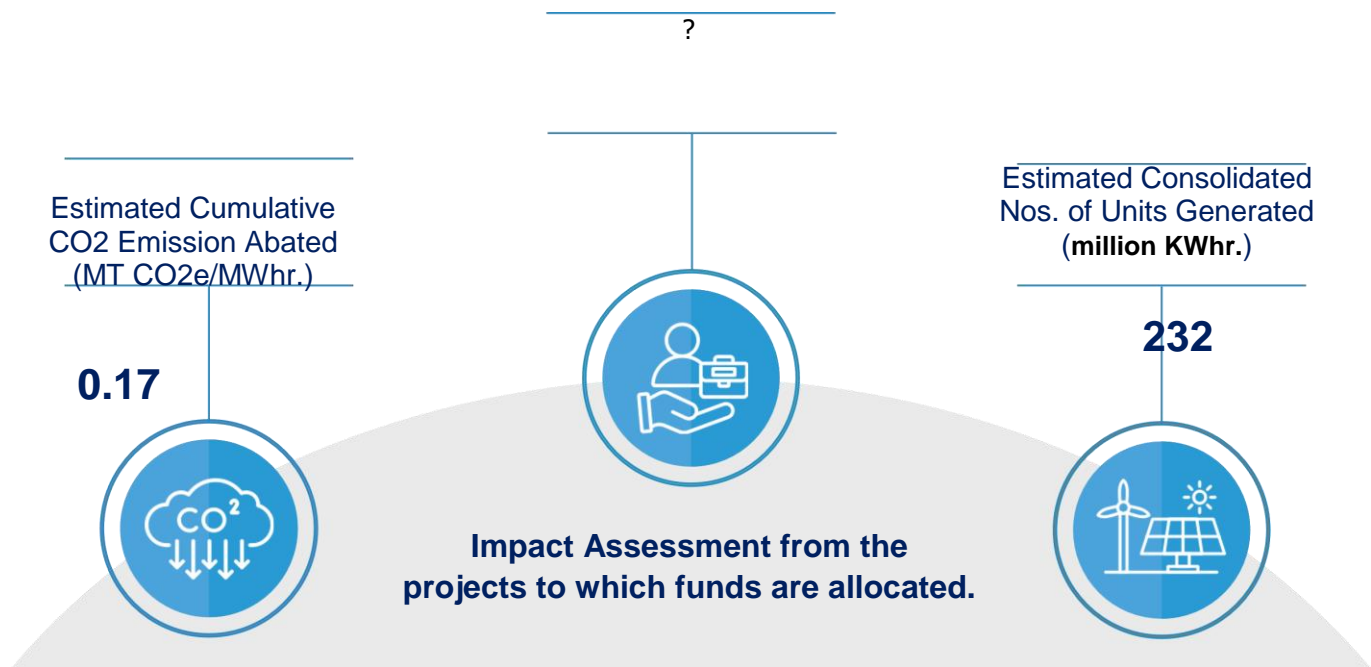 ?
Estimated Cumulative
CO2 Emission Abated
(MT CO2e/MWhr.)
0.17
Estimated Consolidated
Nos. of Units Generated
(million KWhr.)
232
CO²
Impact Assessment from the
projects to which funds are allocated.